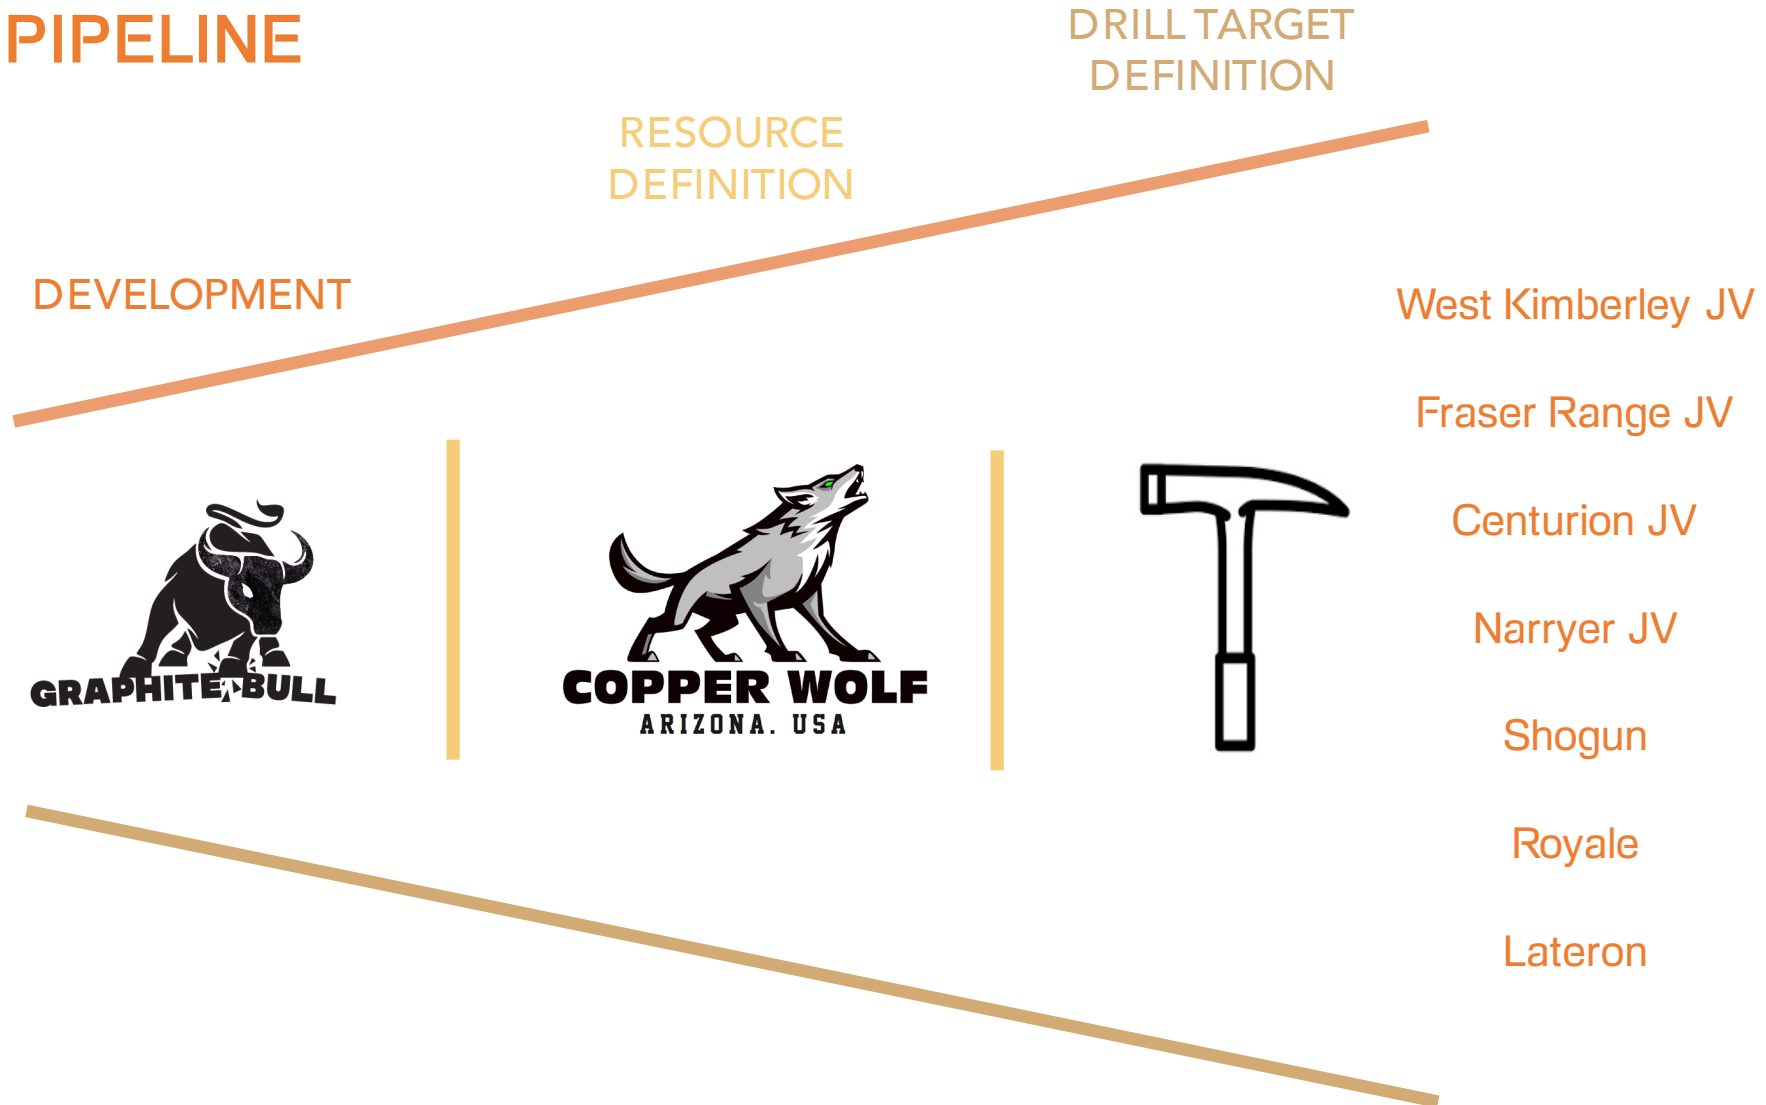 PIPELINE
DRILL TARGET
DEFINITION
RESOURCE
DEFINITION
DEVELOPMENT
West Kimberley JV
Fraser Range JV
Centurion JV
Narryer JV
Shogun
Royale
Lateron
GRAPHITE BULL
COPPER WOLF
ARIZONA. USA